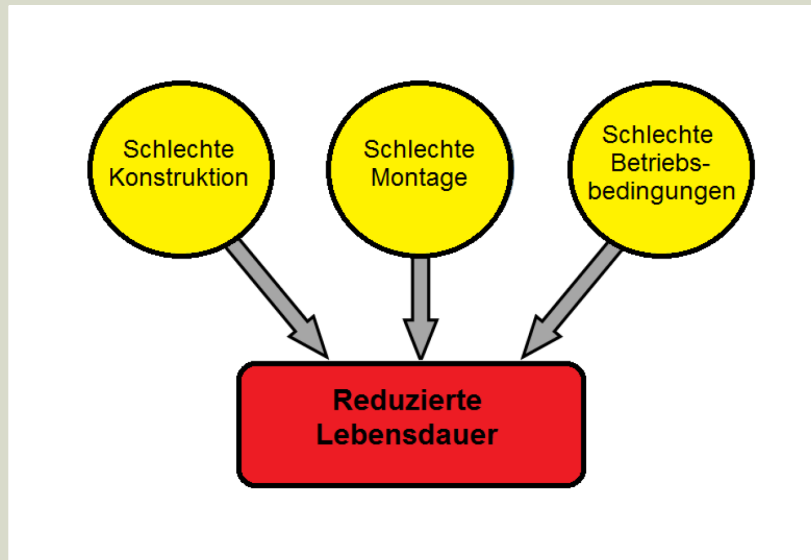 Schlechte
Konstruktion
Schlechte
Montage
Schlechte
Betriebs-
bedingungen
Reduzierte
Lebensdauer